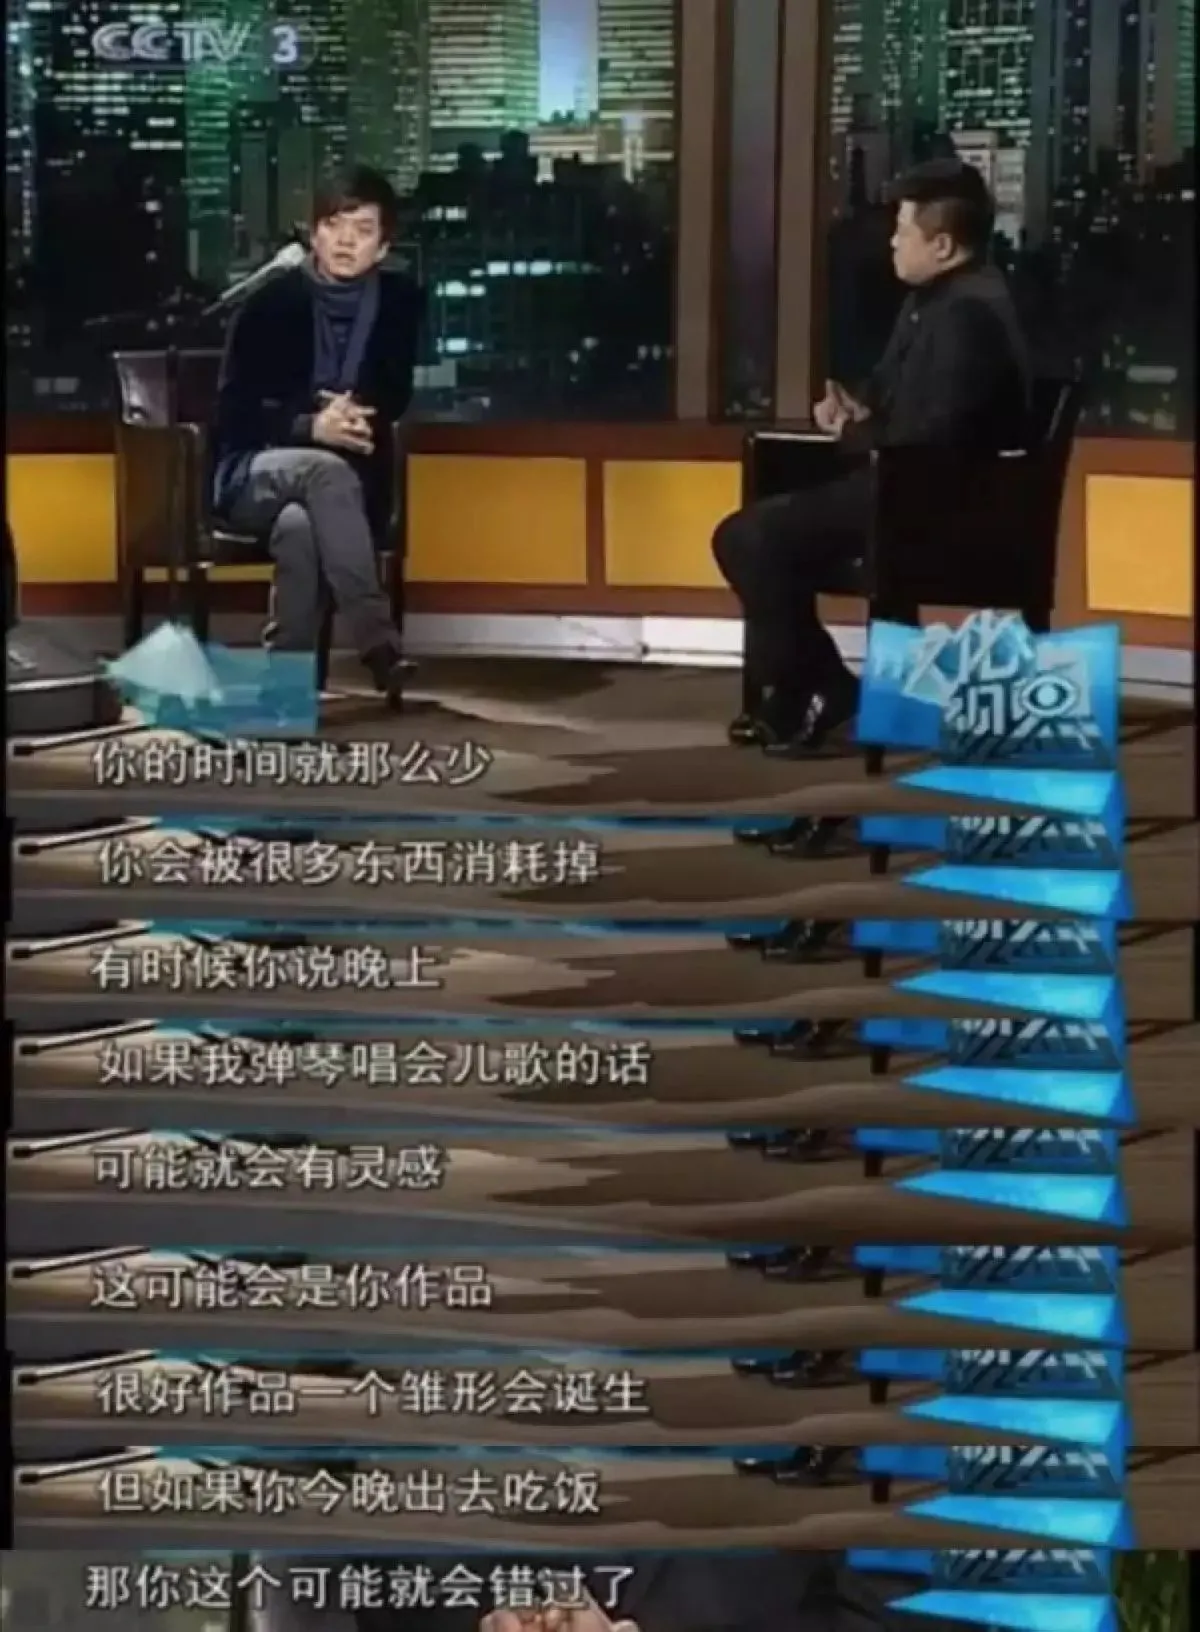 CCTV 3
文化
视点
你的时间就那么少
你会被很多东西消耗掉
有时候你说晚上
如果我弹琴唱会儿歌的话
可能就会有灵感
这可能会是你作品
很好作品一个雏形会诞生
但如果你今晚出去吃饭
那你这个可能就会错过了